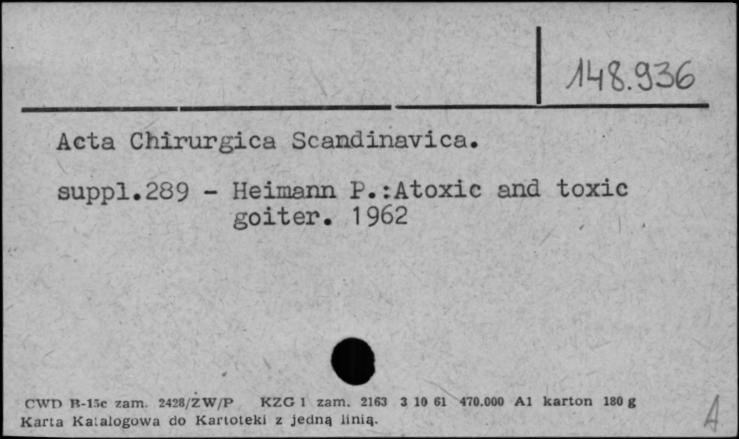 148.936
Acta Chirurgica Scandinavica.
suppl.289 - Heimann P.:Atoxic and toxic
goiter. 1962
CWD B-15c zam. 2428/ZW/P KZG 1 zam. 2163 3 10 61 470.000 A1 karton 180 g
Karta Katalogowa do Kartoteki z jedną linią.
A